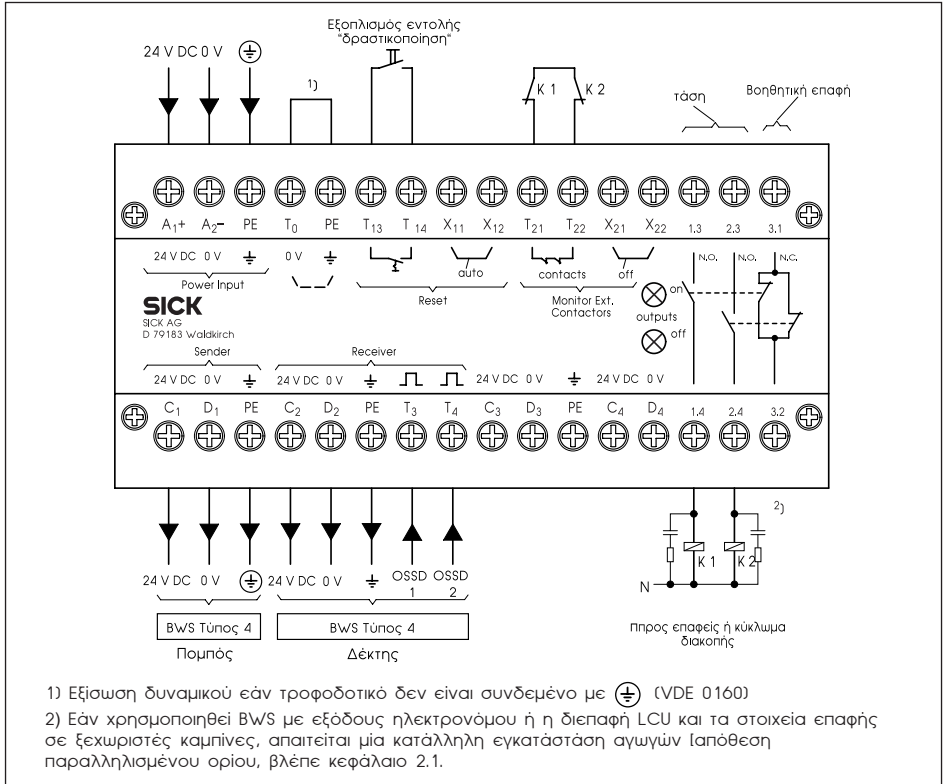 Εξοπλισμός εντολής
"δραστικοποίηση"
24 V DC 0 V
1)
K 1 K 2
τάση
Βοηθητική επαφή
A1+ A2− PE T0 PE T13 T 14 X11 X12 T21 T22 X21 X22 1.3 2.3 3.1
24 V DC 0 V 0 V auto contacts off N.O. N.O. N.C.
Power Input Reset Monitor Ext.
Contactors
on
outputs
off
SICK
SICK AG
D 79183 Waldkirch
Sender Receiver
24 V DC 0 V 24 V DC 0 V 24 V DC 0 V 24 V DC 0 V
C1 D1 PE C2 D2 PE T3 T4 C3 D3 PE C4 D4 1.4 2.4 3.2
2)
K 1 K 2
N
24 V DC 0 V 24 V DC 0 V OSSD OSSD
1 2
BWS Τύπος 4 BWS Τύπος 4
Πομπός Δέκτης
Ππρος επαφείς ή κύκλωμα
διακοπής
1) Εξίσωση δυναμικού εάν τροφοδοτικό δεν είναι συνδεμένο με (VDE 0160)
2) Εάν χρησμοποιηθεί BWS με εξόδους ηλεκτρονόμου ή η διεπαφή LCU και τα στοιχεία επαφής
σε ξεχωριστές καμπίνες, απαιτείται μία κατάλληλη εγκατάστάση αγωγών [απόθεση
παραλληλισμένου ορίου, βλέπε κεφάλαιο 2.1.